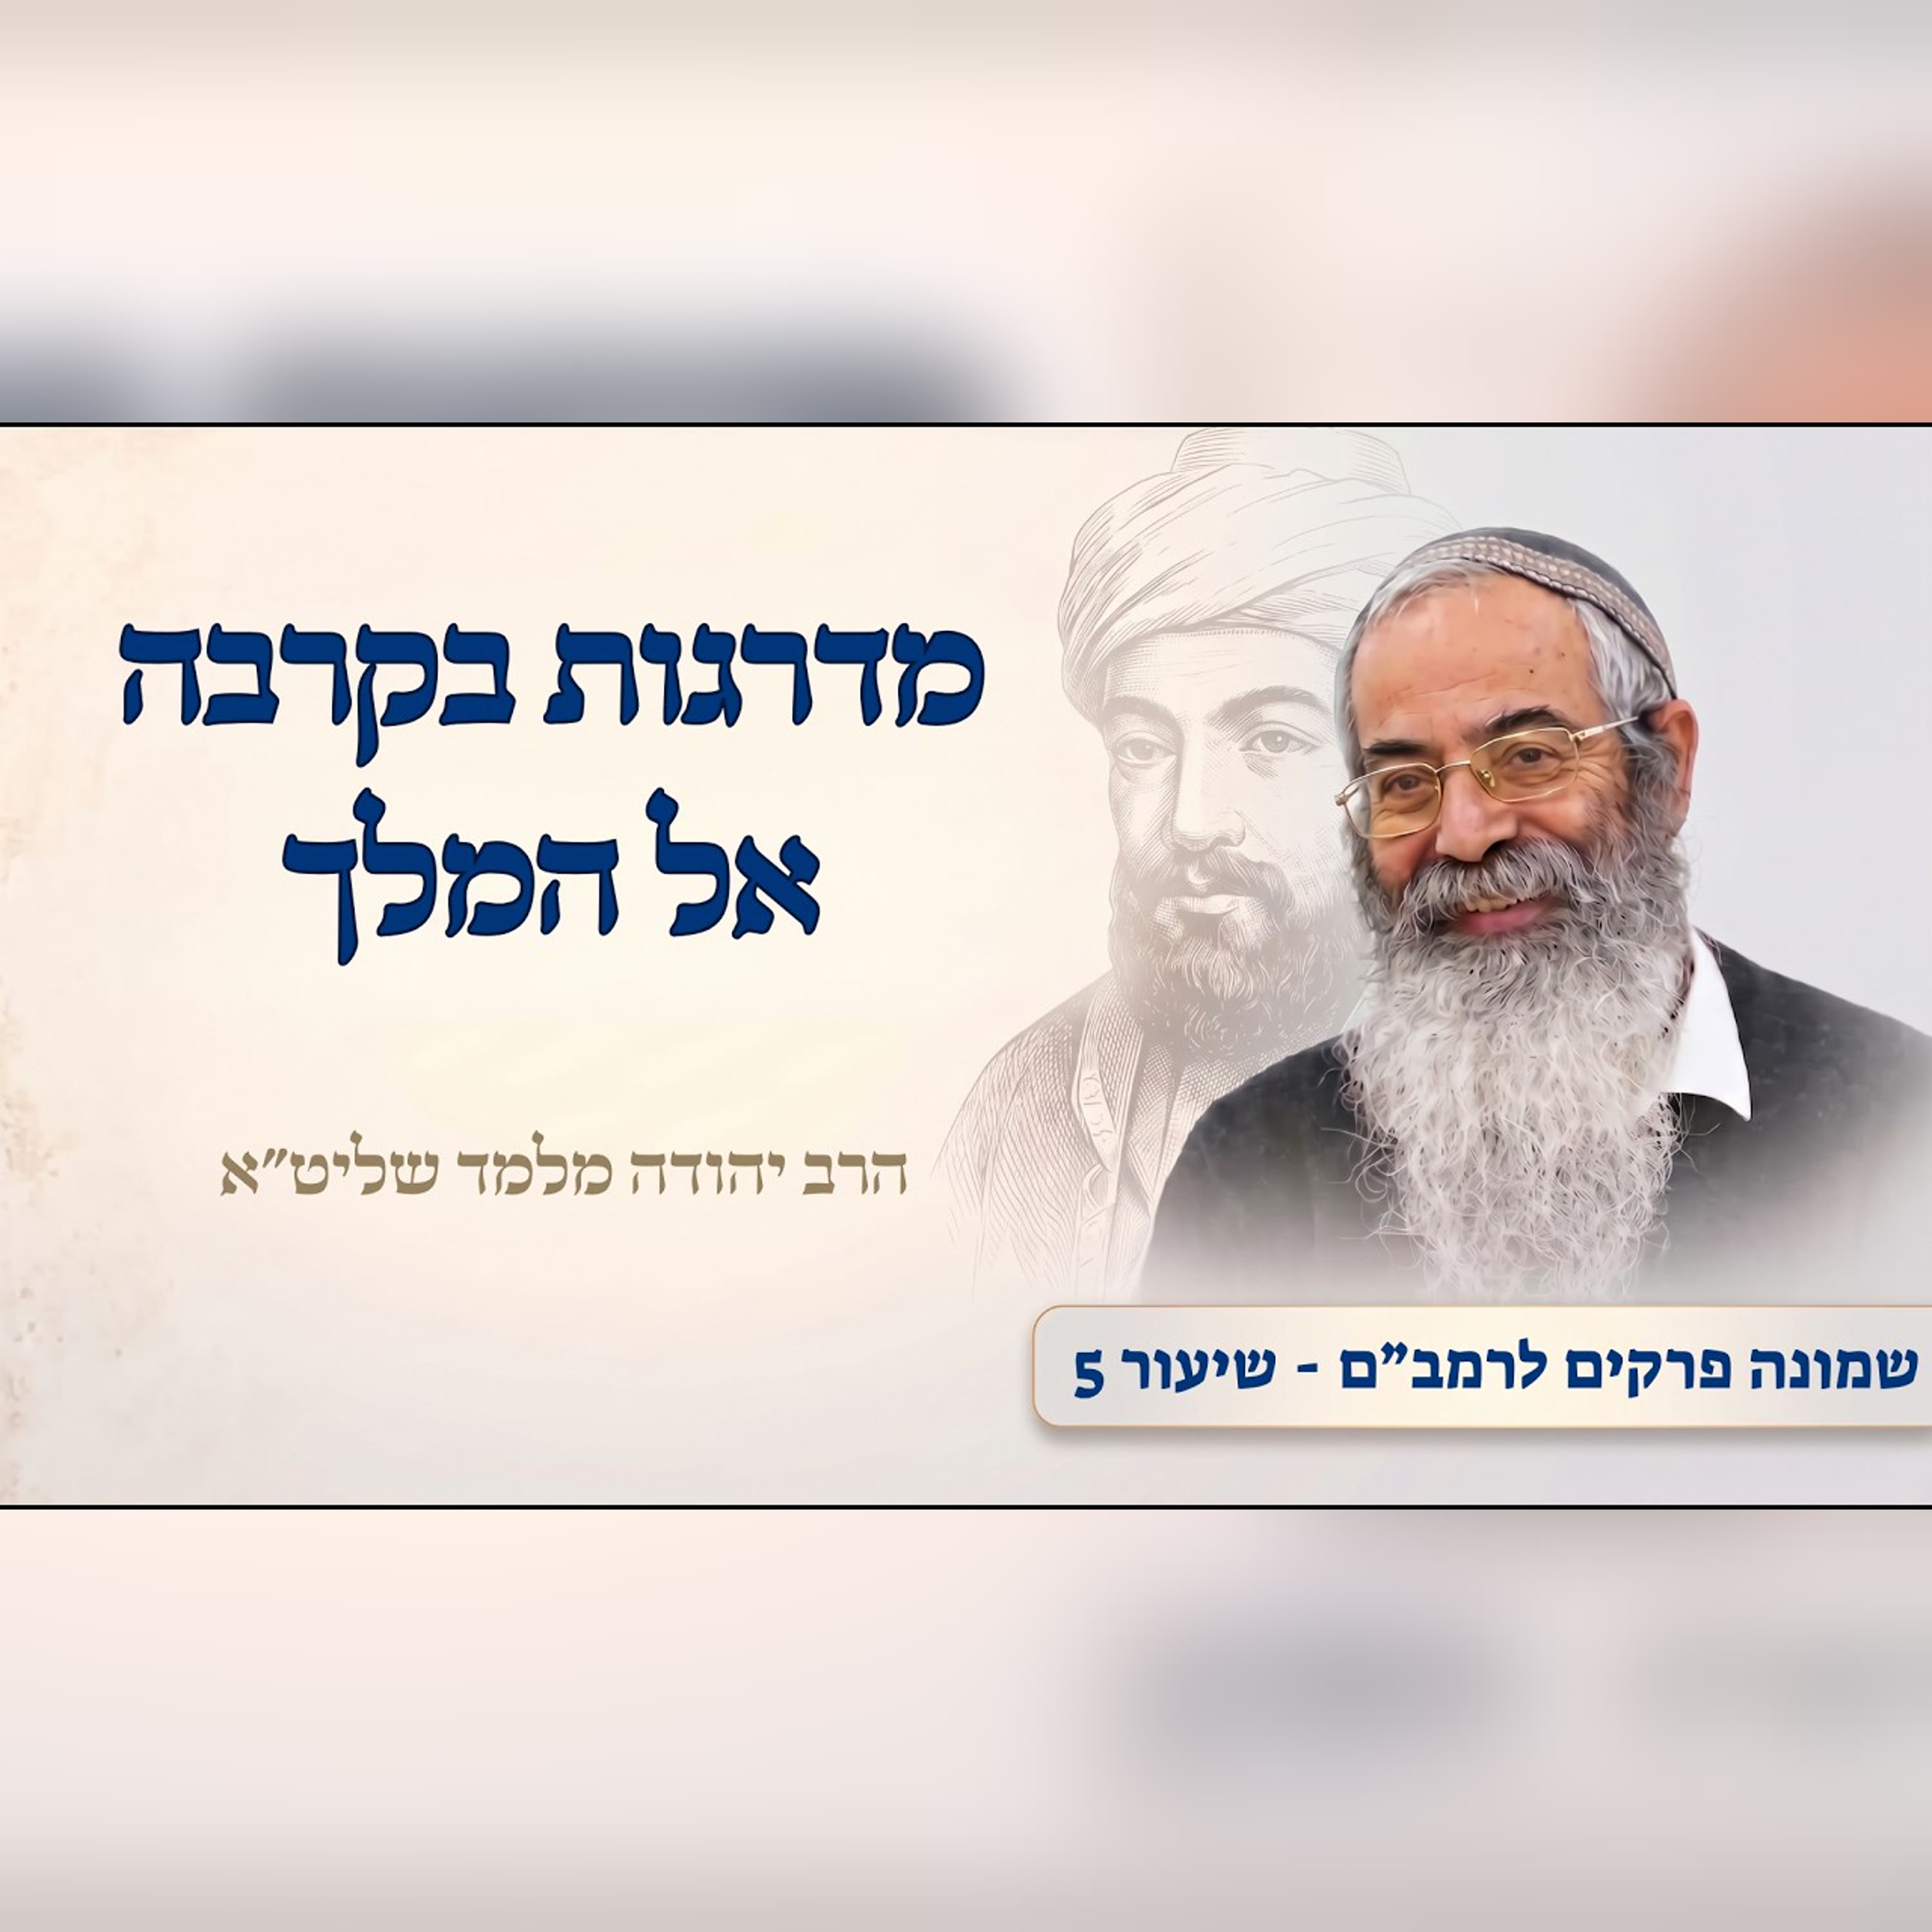 מדרגות בקרבה
אל המלך
הרב יהודה מלמד שליט"א
שמונה פרקים לרמב"ם - שיעור 5